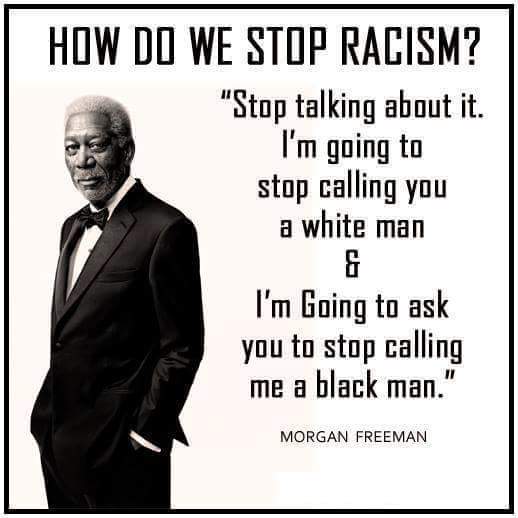 HOW DO WE STOP RACISM?
"Stop talking about it.
I'm going to
stop calling you
a white man
&
I'm Going to ask
you to stop calling
me a black man."
MORGAN FREEMAN